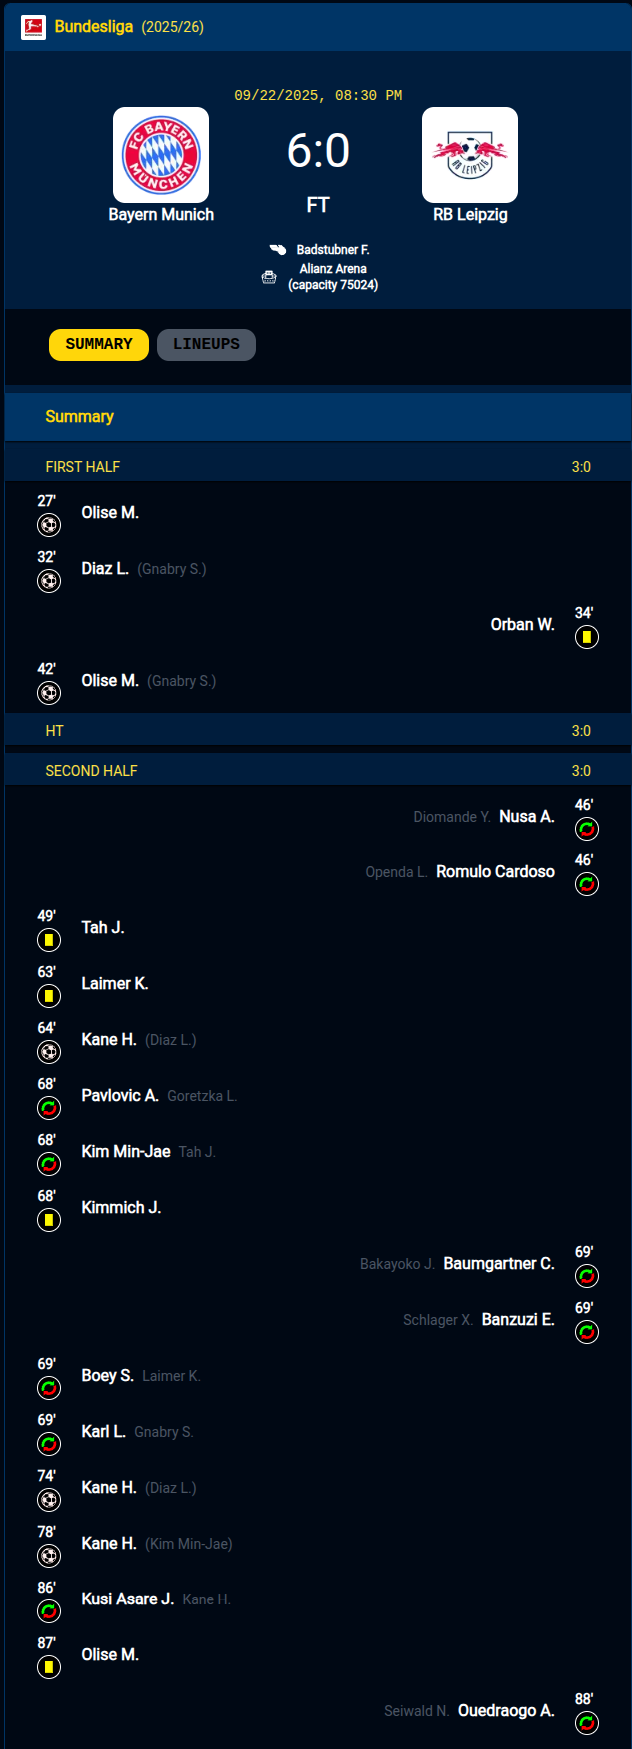 Bundesliga (2025/26)
09/22/2025, 08:30 PM
FC BAYERN
MÜNCHEN
6:0
RB LEIPZIG
Bayern Munich
FT
RB Leipzig
Badstubner F.
Alianz Arena
(capacity 75024)
SUMMARY
LINEUPS
Summary
FIRST HALF 3:0
27'
Olise M.
32'
Diaz L. (Gnabry S.)
34'
Orban W.
42'
Olise M. (Gnabry S.)
HT 3:0
SECOND HALF 3:0
46'
Diomande Y. Nusa A.
46'
Openda L. Romulo Cardoso
49'
Tah J.
63'
Laimer K.
64'
Kane H. (Diaz L.)
68'
Pavlovic A. Goretzka L.
68'
Kim Min-Jae Tah J.
68'
Kimmich J.
69'
Bakayoko J. Baumgartner C.
69'
Schlager X. Banzuzi E.
69'
Boey S. Laimer K.
69'
Karl L. Gnabry S.
74'
Kane H. (Diaz L.)
78'
Kane H. (Kim Min-Jae)
86'
Kusi Asare J. Kane H.
87'
Olise M.
88'
Seiwald N. Ouedraogo A.